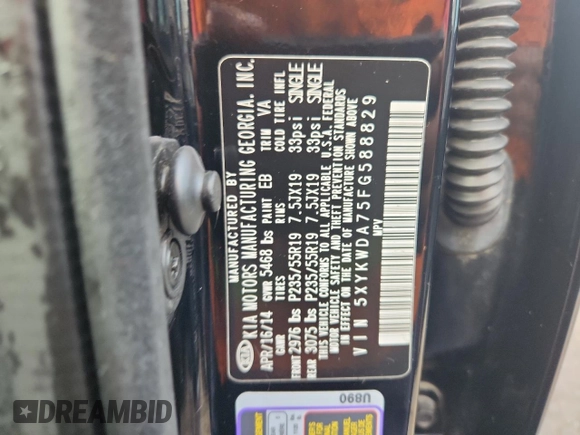 MANUFACTURED BY
KIA MOTORS MANUFACTURING GEORGIA. INC.
APR/16/14 GVWR 5468 lbs PAINT EB TRIM VA
GAWR TIRES RIMS COLD TIRE INFL
FRONT 2976 lbs P235/55R19 7.5JX19 33psi SINGLE
REAR 3075 lbs P235/55R19 7.5JX19 33psi SINGLE
THIS VEHICLE CONFORMS TO ALL APPLICABLE U.S.A. FEDERAL
MOTOR VEHICLE SAFETY AND THEFT PREVENTION STANDARDS
IN EFFECT ON THE DATE OF MANUFACTURE SHOWN ABOVE
VIN 5XYKWDA75FG588829
MPV
U890
DREAMBID